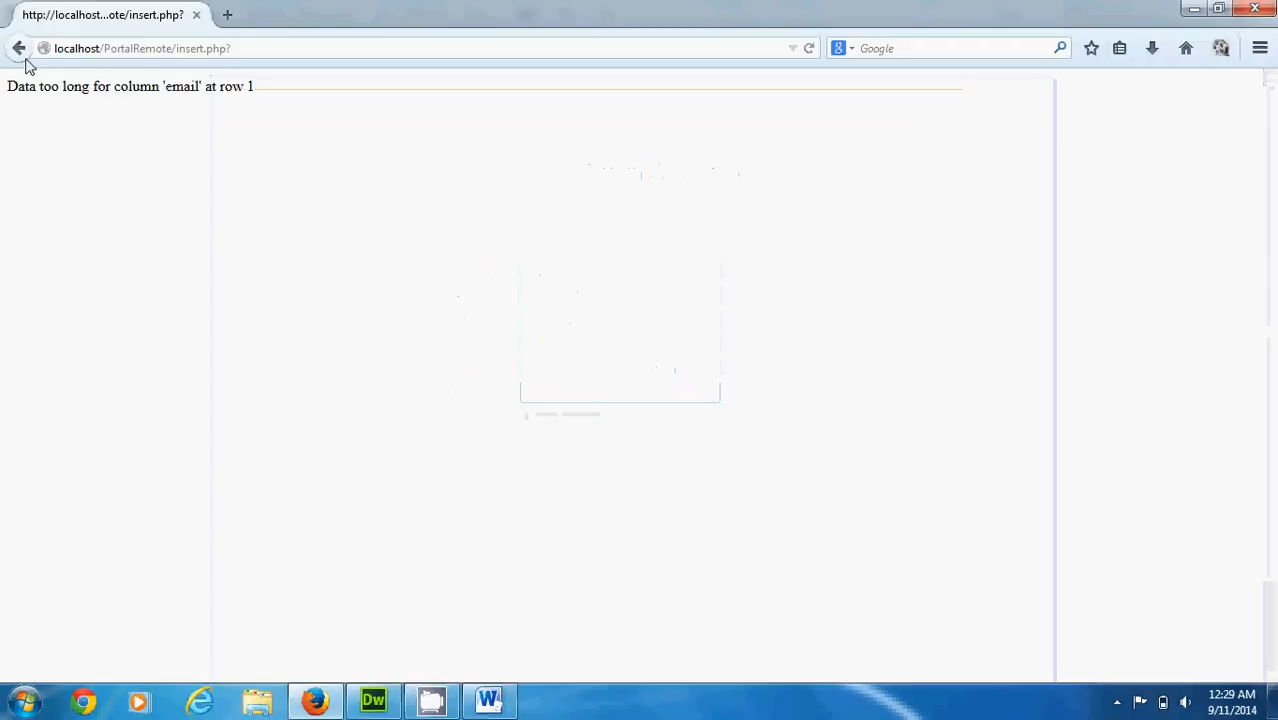 http://localhost...ote/insert.php?
localhost/PortalRemote/insert.php?
Google
Data too long for column 'email' at row 1
Dw
W
12:29 AM
9/11/2014